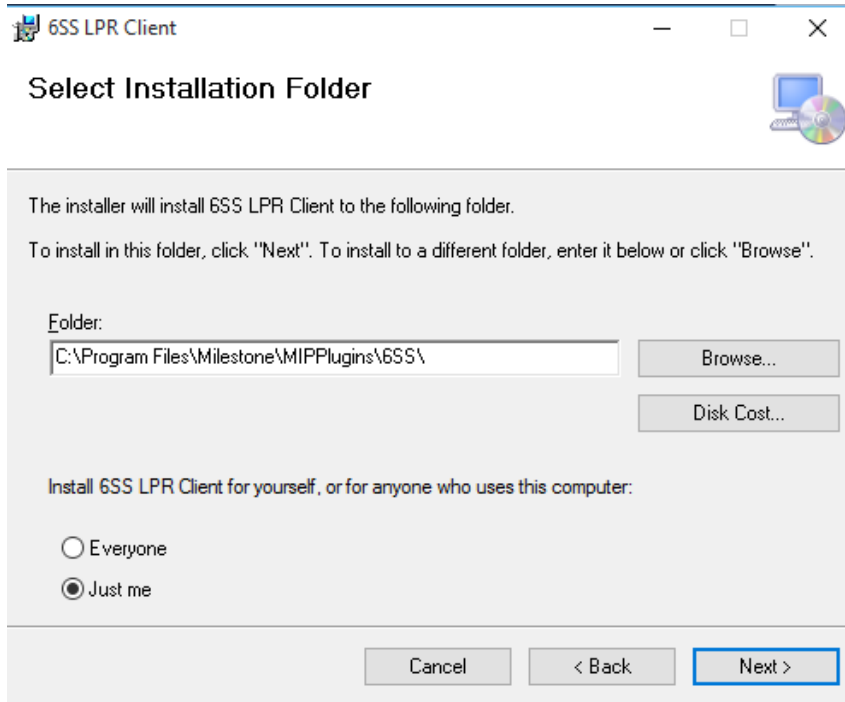 6SS LPR Client
Select Installation Folder
The installer will install 6SS LPR Client to the following folder.
To install in this folder, click "Next". To install to a different folder, enter it below or click "Browse".
Folder:
C:\Program Files\Milestone\MIPPlugins\6SS\
Browse...
Disk Cost...
Install 6SS LPR Client for yourself, or for anyone who uses this computer:
Everyone
Just me
Cancel
< Back
Next >